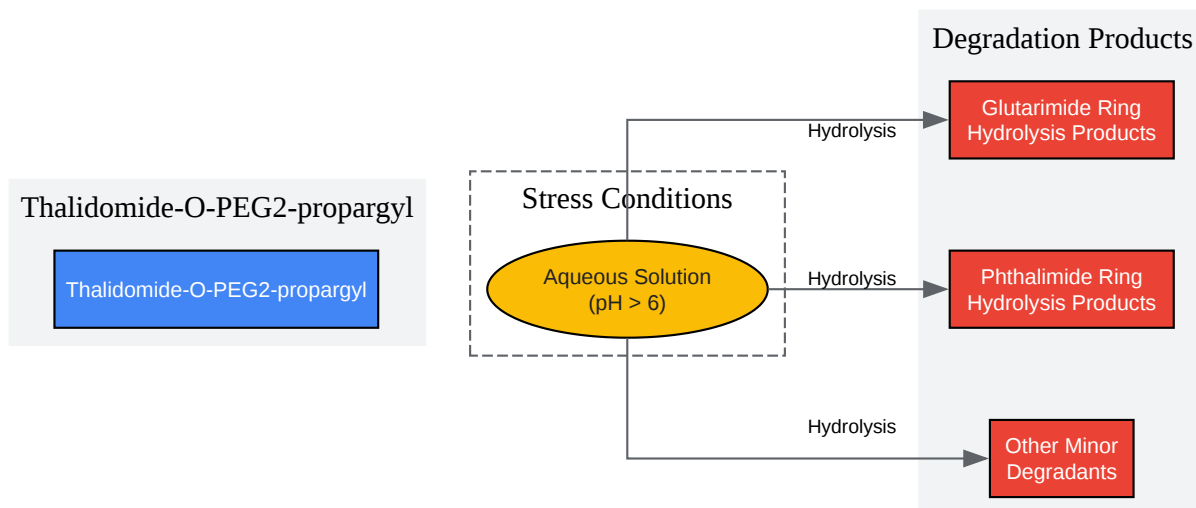 Thalidomide-O-PEG2-propargyl
Thalidomide-O-PEG2-propargyl
Stress Conditions
Aqueous Solution
(pH > 6)
Hydrolysis
Hydrolysis
Hydrolysis
Degradation Products
Glutarimide Ring
Hydrolysis Products
Phthalimide Ring
Hydrolysis Products
Other Minor
Degradants